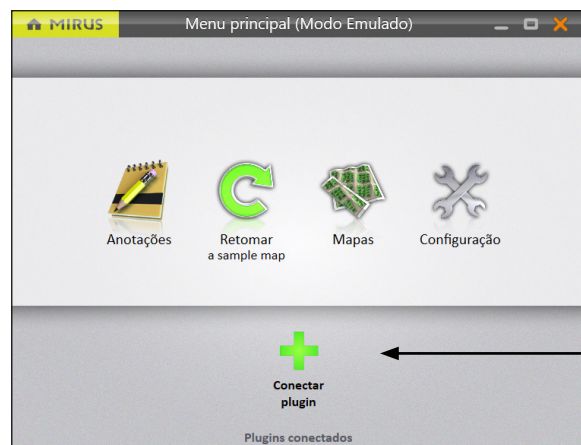 MIRUS Menu principal (Modo Emulado)
Anotações Retomar Mapas Configuração
a sample map
Conectar
plugin
Plugins conectados